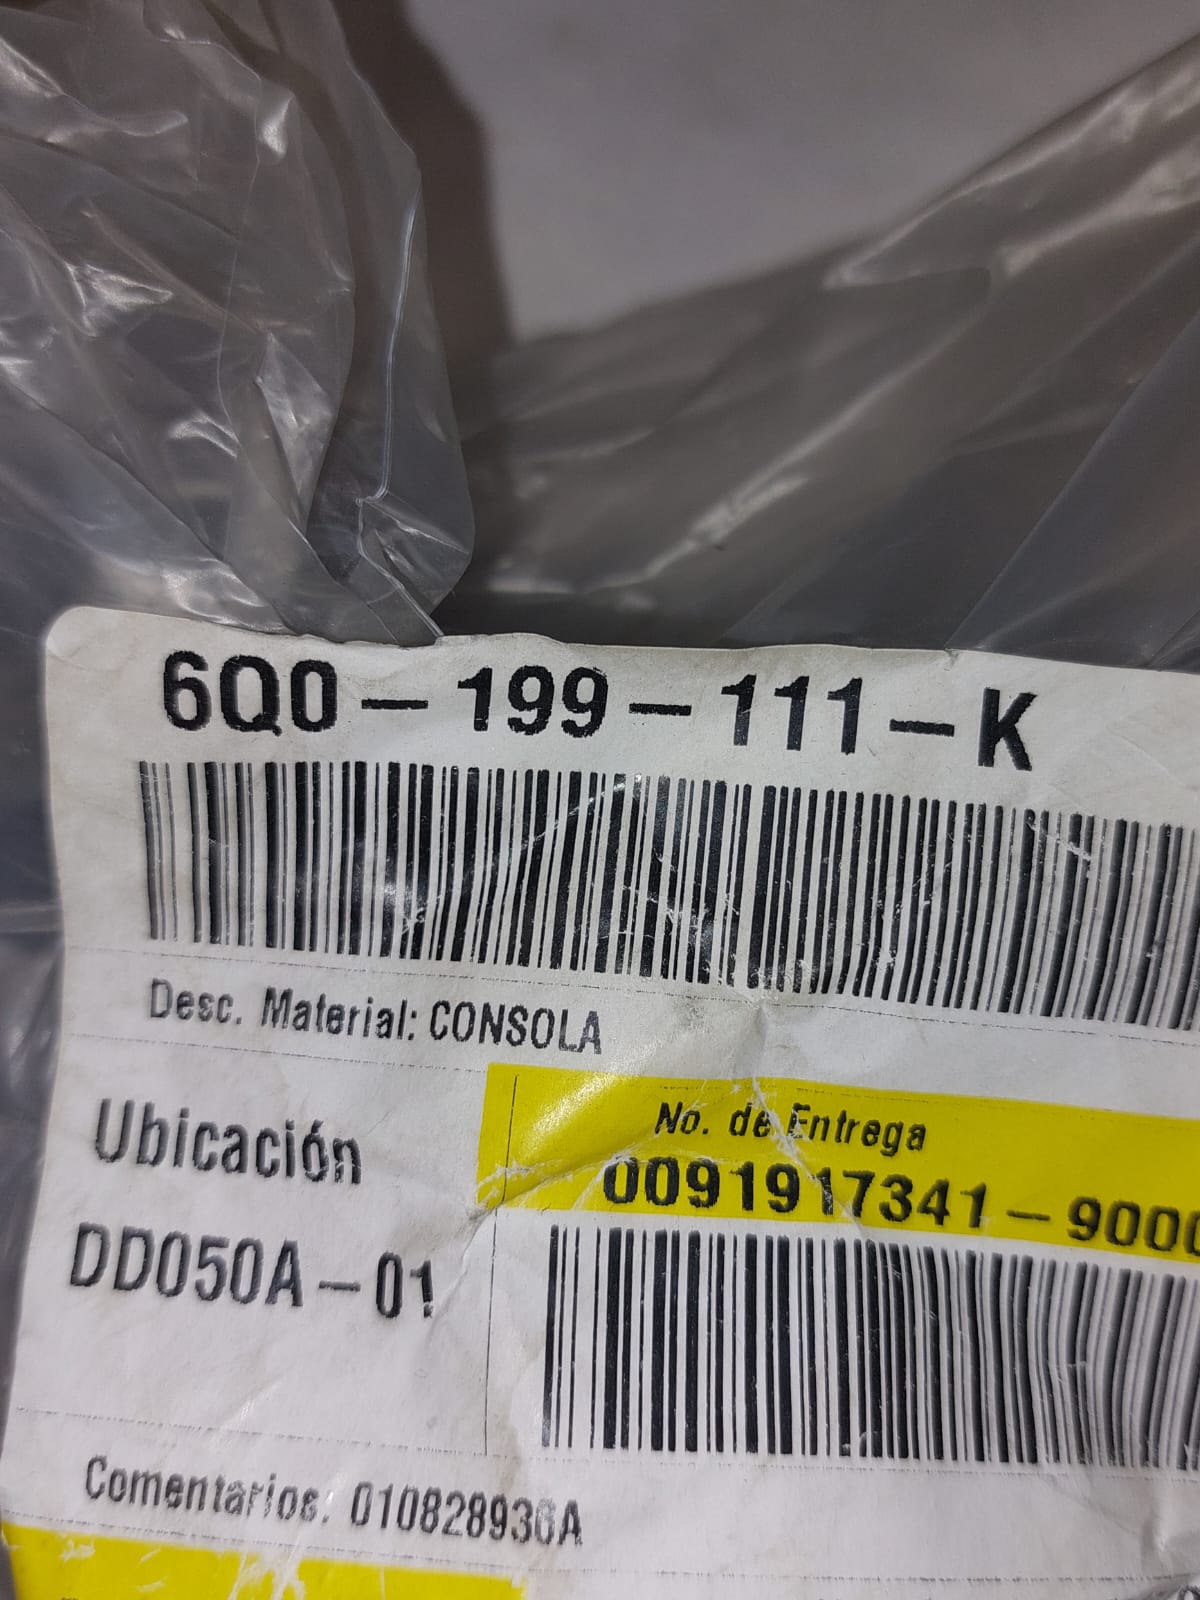 6Q0-199-111-K
Desc. Material: CONSOLA
No. de Entrega
Ubicación
0091917341-9000
DD050A-01
Comentarios: 010828936A